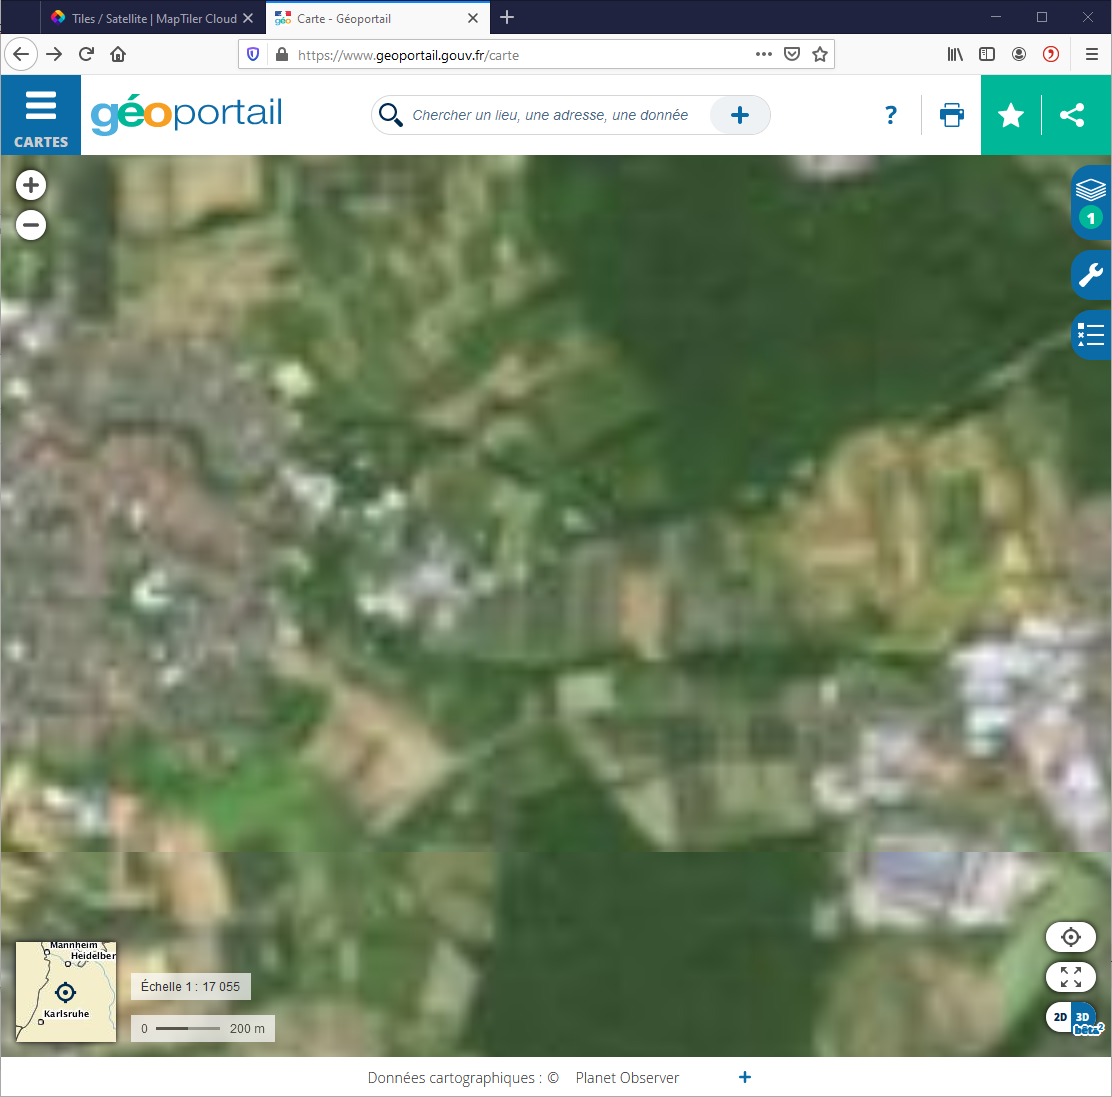 Tiles / Satellite | MapTiler Cloud
Carte - Géoportail
https://www.geoportail.gouv.fr/carte
CARTES
géoportail
Chercher un lieu, une adresse, une donnée
?
1
Mannheim
Heidelber
Karlsruhe
Échelle 1 : 17 055
0 200 m
2D 3D
bêta 2
Données cartographiques : © Planet Observer